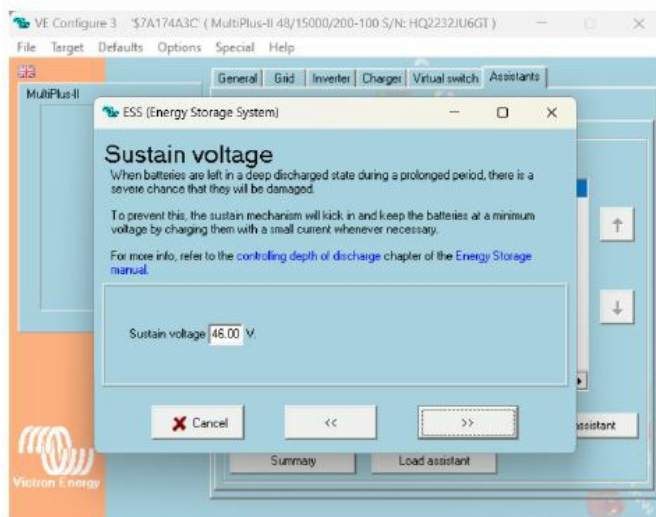 VE Configure 3 '$7A174A3C' ( MultiPlus-II 48/15000/200-100 S/N: HQ2232JU6GT )
File Target Defaults Options Special Help
General Grid Inverter Charger Virtual switch Assistants
MultiPlus-II
ESS (Energy Storage System)
Sustain voltage
When batteries are left in a deep discharged state during a prolonged period, there is a
severe chance that they will be damaged.
To prevent this, the sustain mechanism will kick in and keep the batteries at a minimum
voltage by charging them with a small current whenever necessary.
For more info, refer to the controlling depth of discharge chapter of the Energy Storage
manual.
Sustain voltage 46.00 V.
Cancel << >>
assistant
Summary Load assistant
Victron Energy